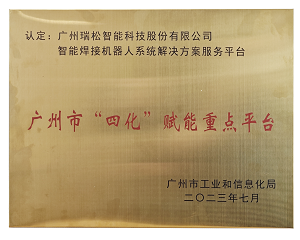 认定：广州瑞松智能科技股份有限公司
智能焊接机器人系统解决方案服务平台
广州市“四化”赋能重点平台
广州市工业和信息化局
二〇二三年七月